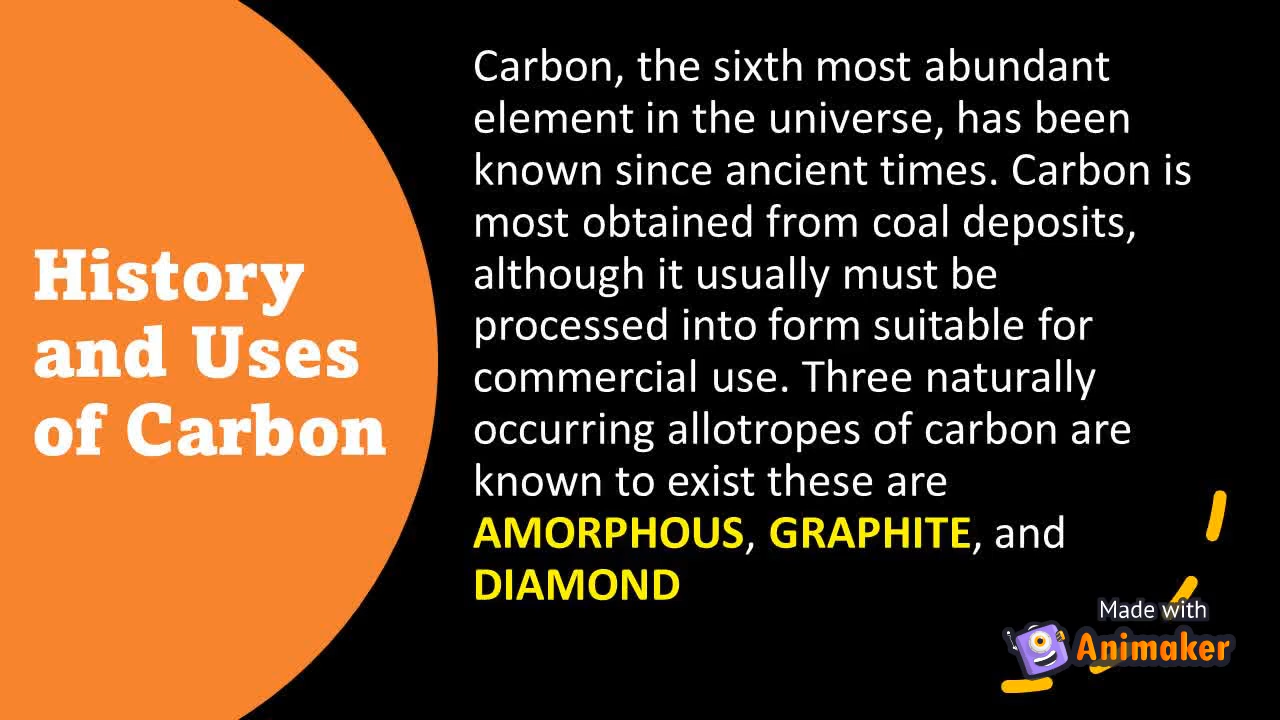 History
and Uses
of Carbon
Carbon, the sixth most abundant
element in the universe, has been
known since ancient times. Carbon is
most obtained from coal deposits,
although it usually must be
processed into form suitable for
commercial use. Three naturally
occurring allotropes of carbon are
known to exist these are
AMORPHOUS, GRAPHITE, and
DIAMOND
Made with
Animaker